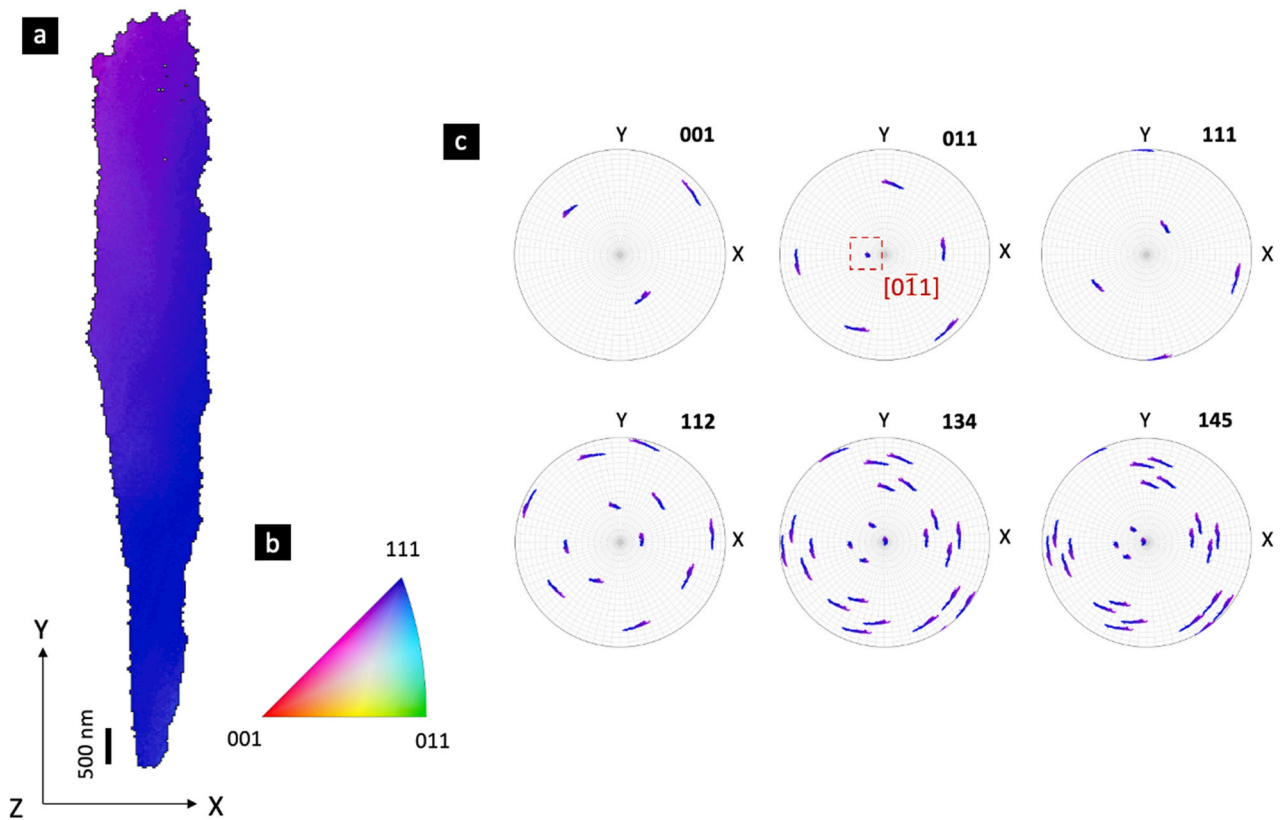 a
Y
500 nm
Z
X
b
111
001
011
c
Y 001
X
Y 011
X
[01̄1]
Y 111
X
Y 112
X
Y 134
X
Y 145
X